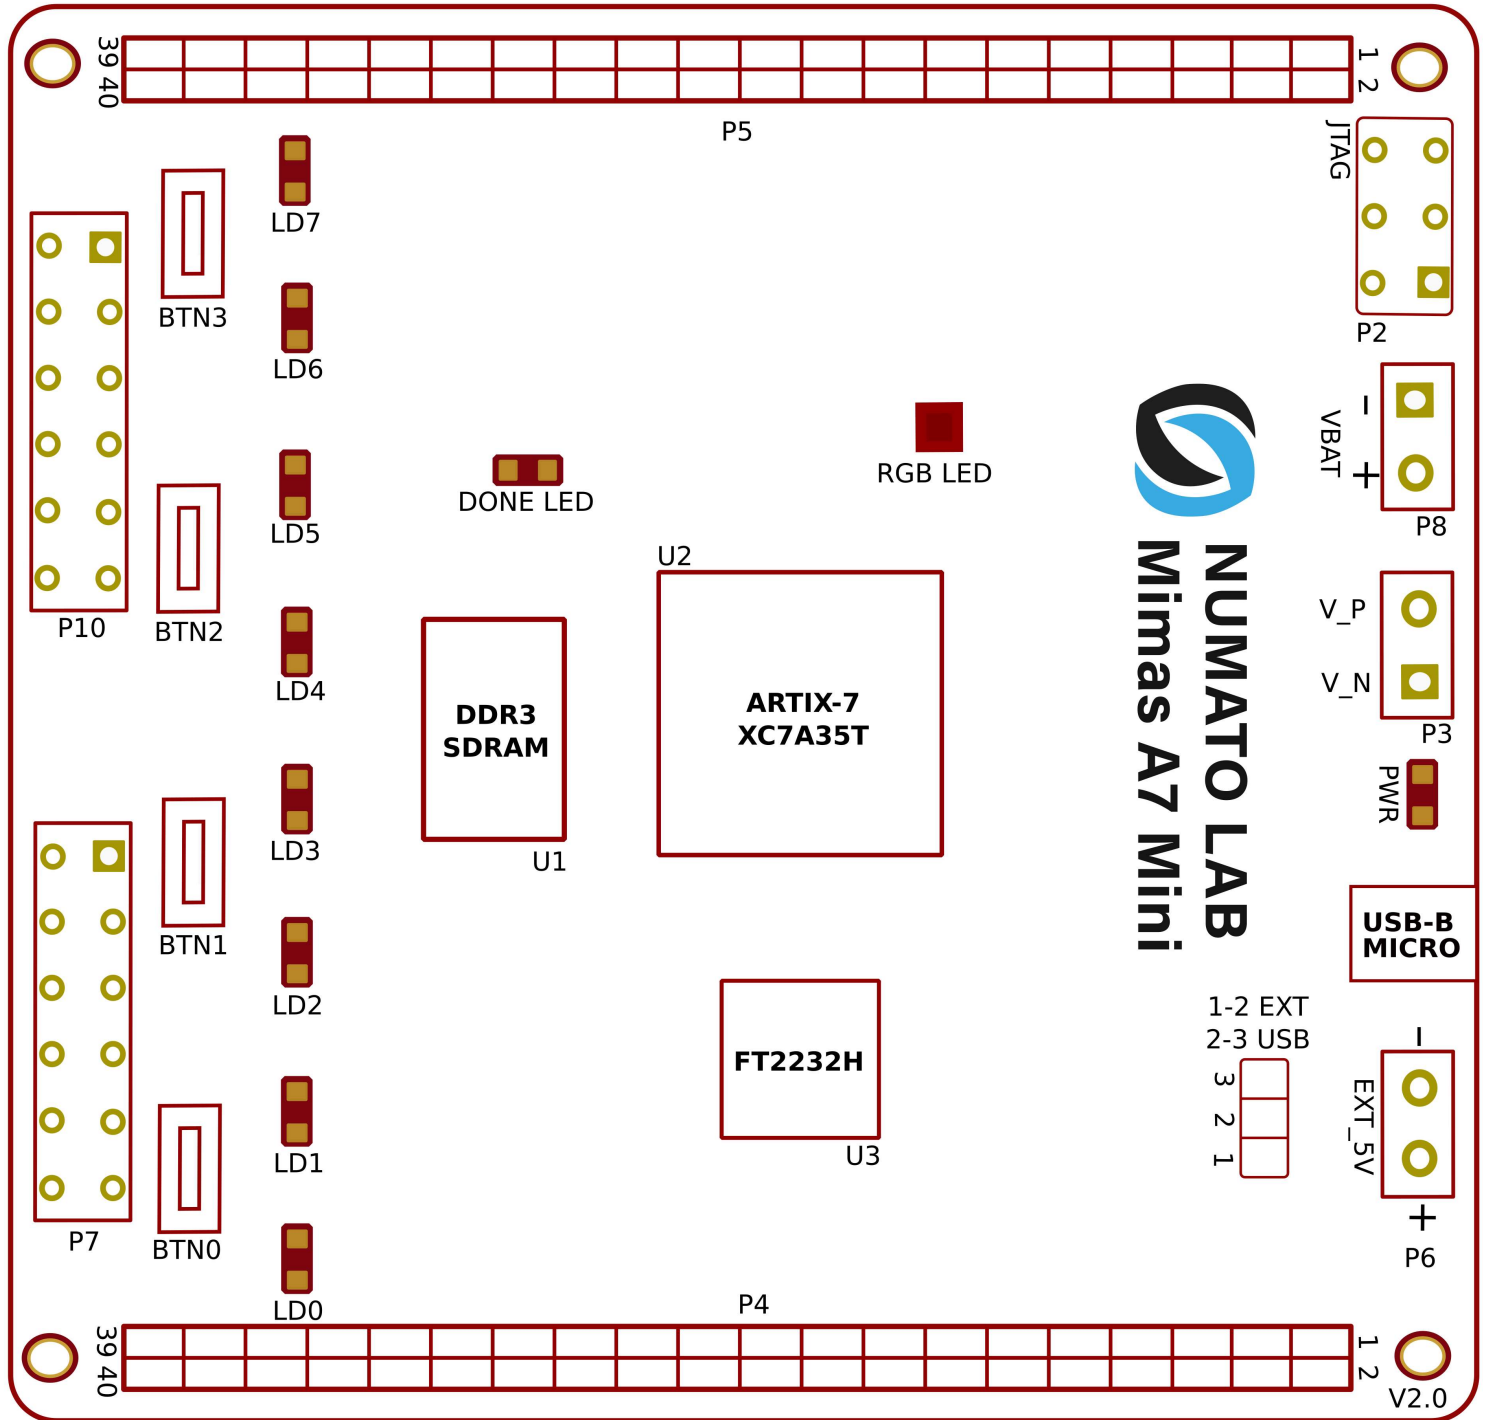 39
40
1
2
P5
JTAG
LD7
BTN3
P2
LD6
-
VBAT
+
RGB LED
DONE LED
P8
LD5
U2
NUMATO LAB
Mimas A7 Mini
V_P
P10
BTN2
LD4
V_N
ARTIX-7
XC7A35T
DDR3
SDRAM
P3
PWR
LD3
U1
USB-B
MICRO
BTN1
LD2
1-2 EXT
2-3 USB
-
FT2232H
3
2
1
EXT_5V
U3
LD1
+
P7
BTN0
P6
LD0
P4
39
40
1
2
V2.0